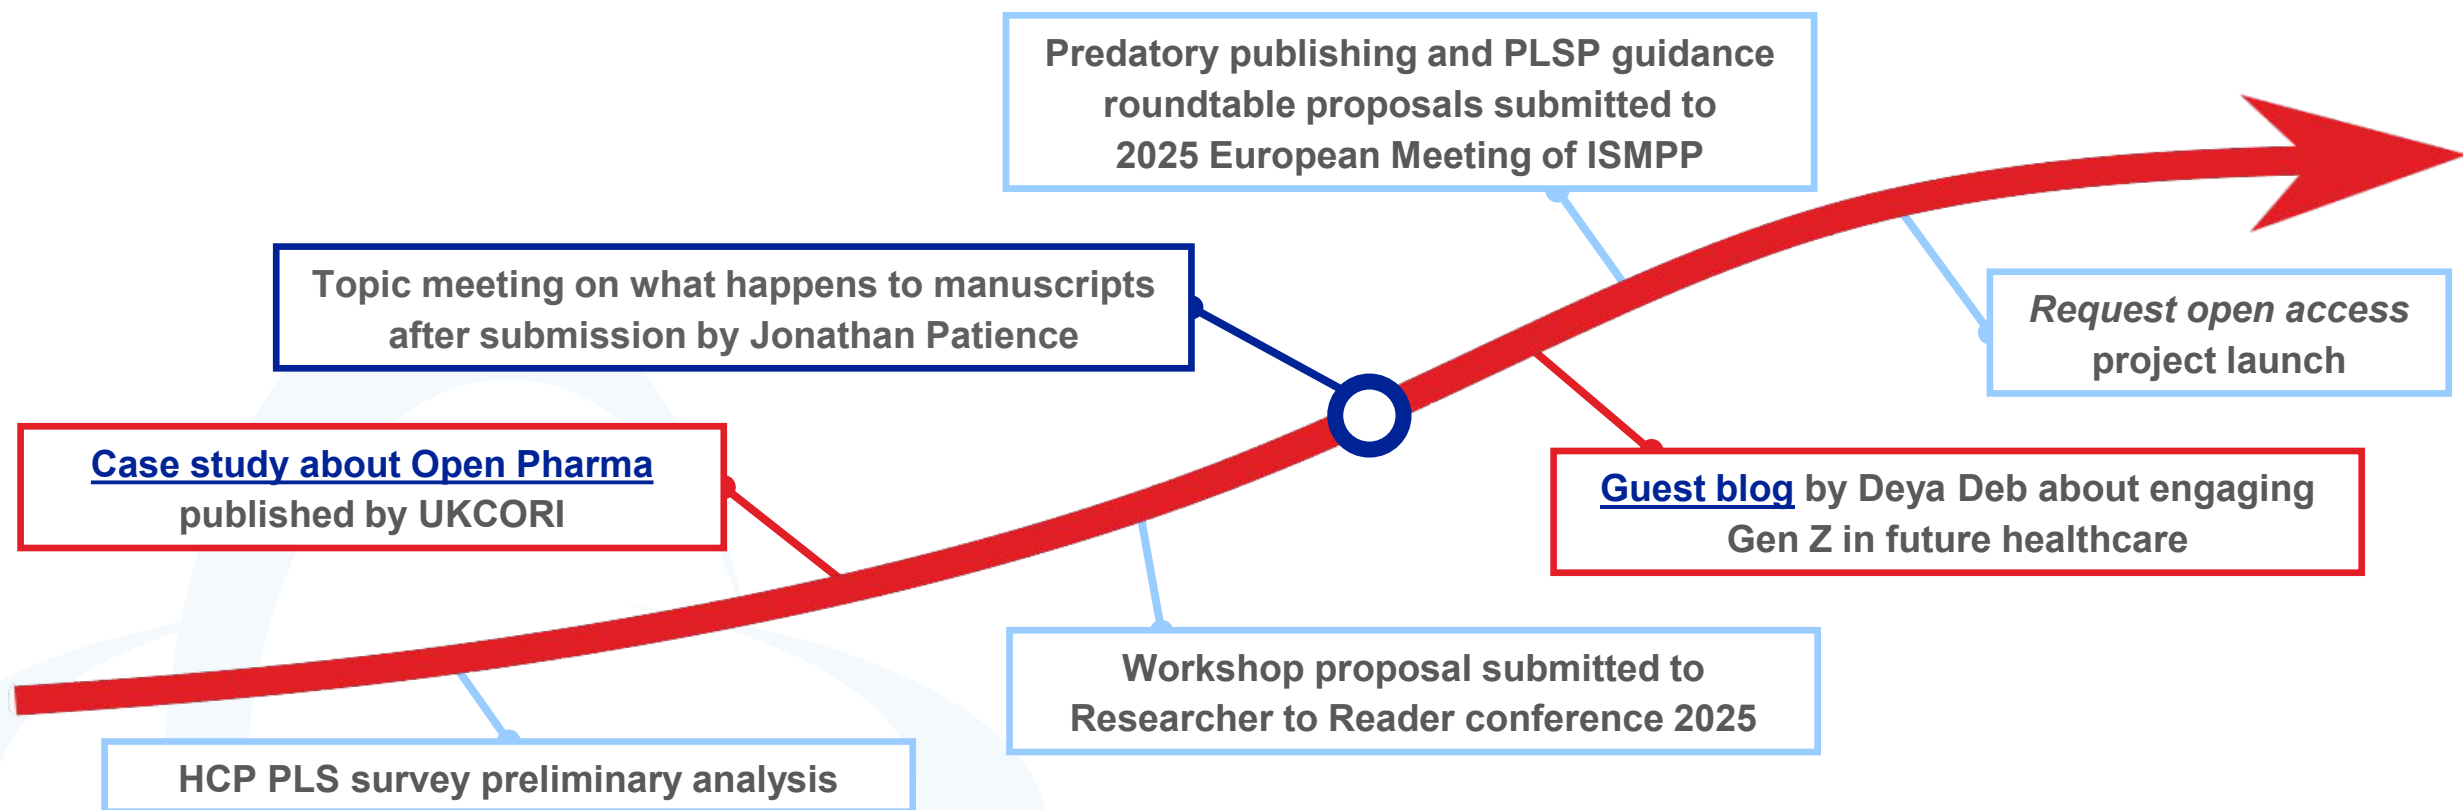 Predatory publishing and PLSP guidance
roundtable proposals submitted to
2025 European Meeting of ISMPP
Topic meeting on what happens to manuscripts
after submission by Jonathan Patience
Request open access
project launch
Case study about Open Pharma
published by UKCORI
Guest blog by Deya Deb about engaging
Gen Z in future healthcare
Workshop proposal submitted to
Researcher to Reader conference 2025
HCP PLS survey preliminary analysis